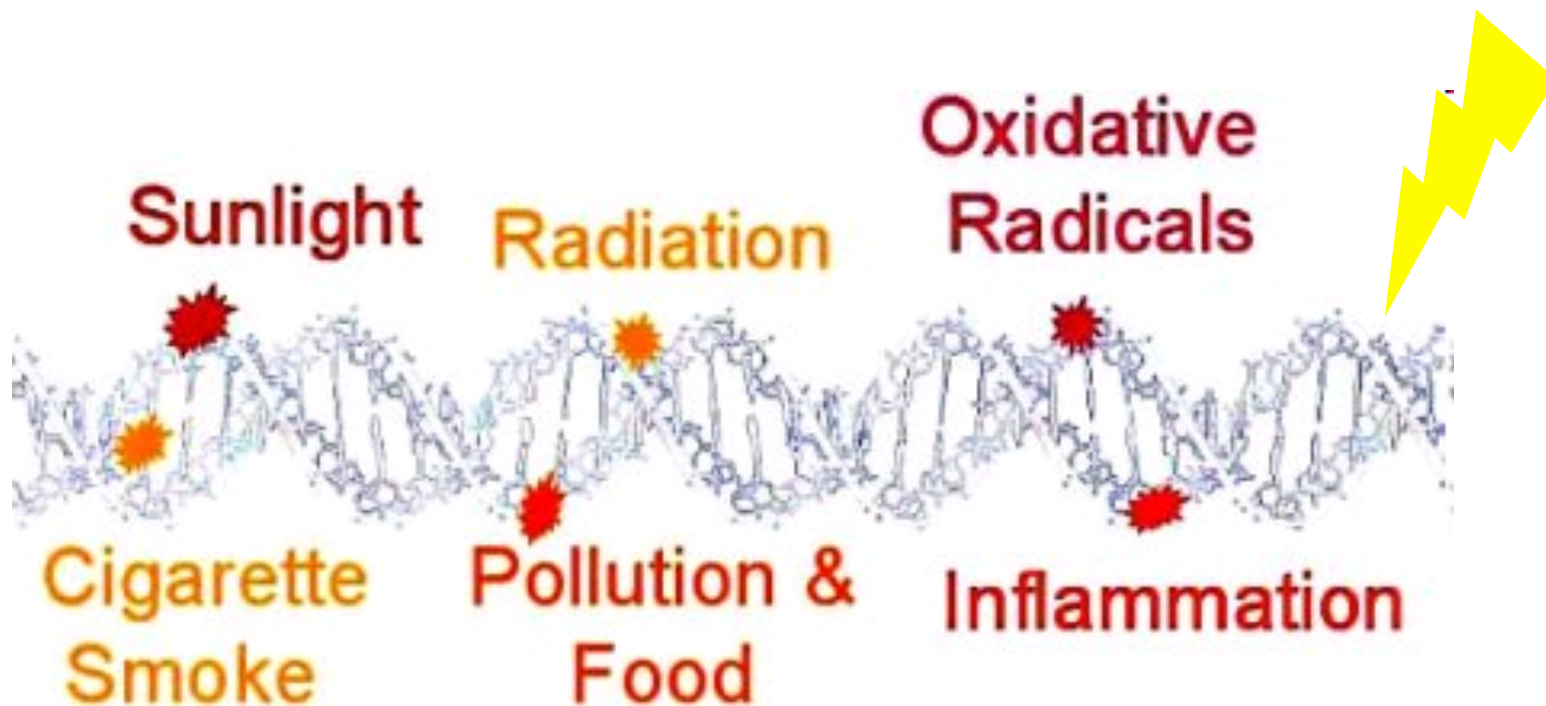 Sunlight
Radiation
Oxidative
Radicals
Cigarette
Smoke
Pollution &
Food
Inflammation